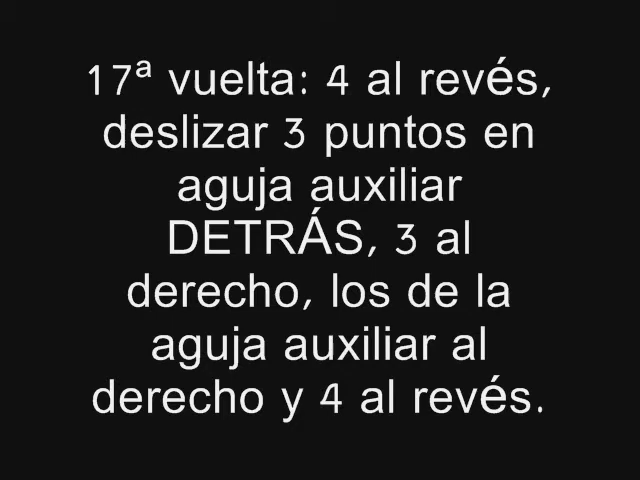 17ª vuelta: 4 al revés,
deslizar 3 puntos en
aguja auxiliar
DETRÁS, 3 al
derecho, los de la
aguja auxiliar al
derecho y 4 al revés.